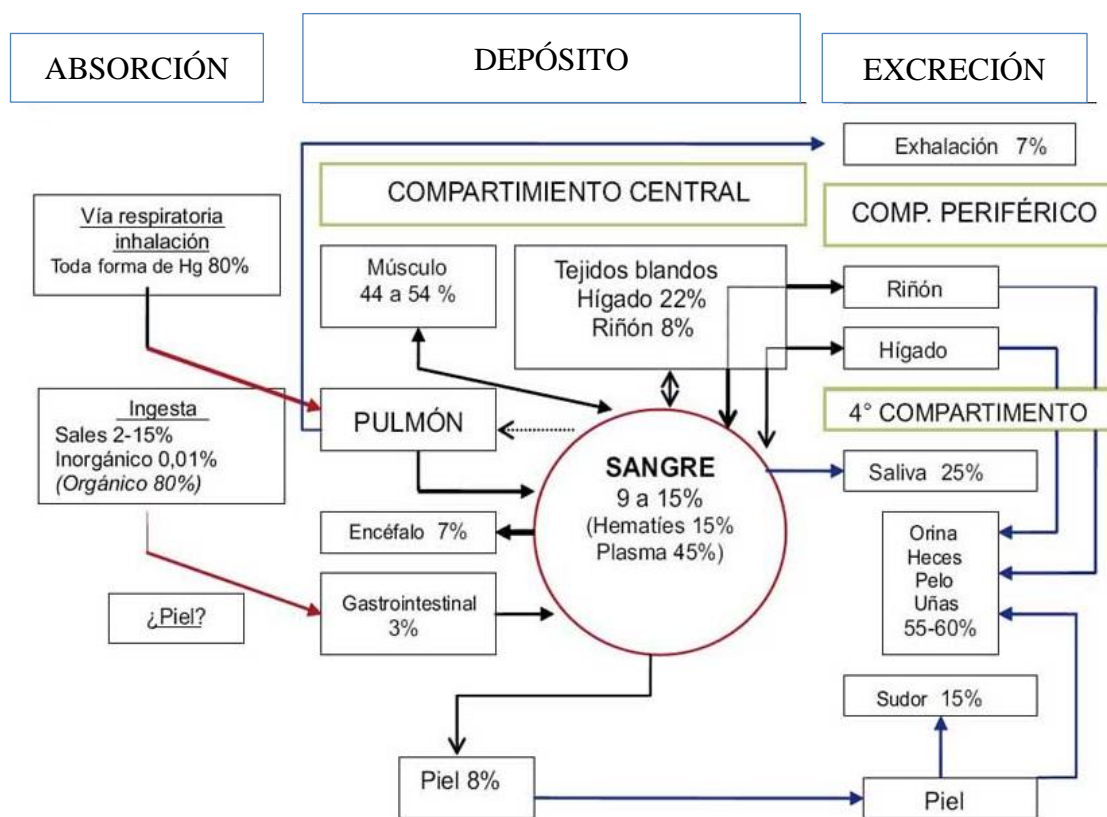 ABSORCIÓN
DEPÓSITO
EXCRECIÓN
Exhalación 7%
COMPARTIMIENTO CENTRAL
COMP. PERIFÉRICO
Vía respiratoria
inhalación
Toda forma de Hg 80%
Músculo
44 a 54 %
Tejidos blandos
Hígado 22%
Riñón 8%
Riñón
Hígado
4° COMPARTIMENTO
Ingesta
Sales 2-15%
Inorgánico 0,01%
(Orgánico 80%)
PULMÓN
SANGRE
9 a 15%
(Hematíes 15%
Plasma 45%)
Saliva 25%
Encéfalo 7%
Orina
Heces
Pelo
Uñas
55-60%
¿Piel?
Gastrointestinal
3%
Sudor 15%
Piel 8%
Piel